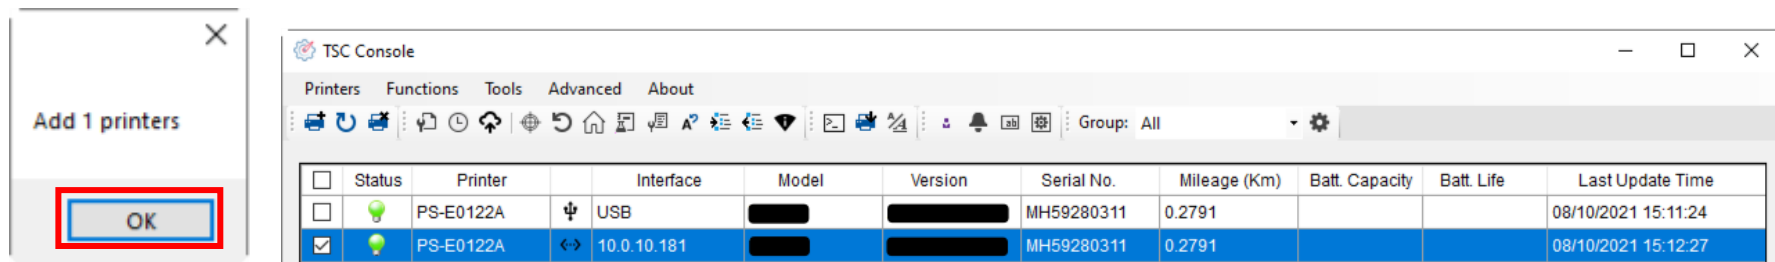 Add 1 printers
OK
TSC Console
Printers Functions Tools Advanced About
Group: All
Status Printer Interface Model Version Serial No. Mileage (Km) Batt. Capacity Batt. Life Last Update Time
PS-E0122A USB MH59280311 0.2791 08/10/2021 15:11:24
PS-E0122A 10.0.10.181 MH59280311 0.2791 08/10/2021 15:12:27